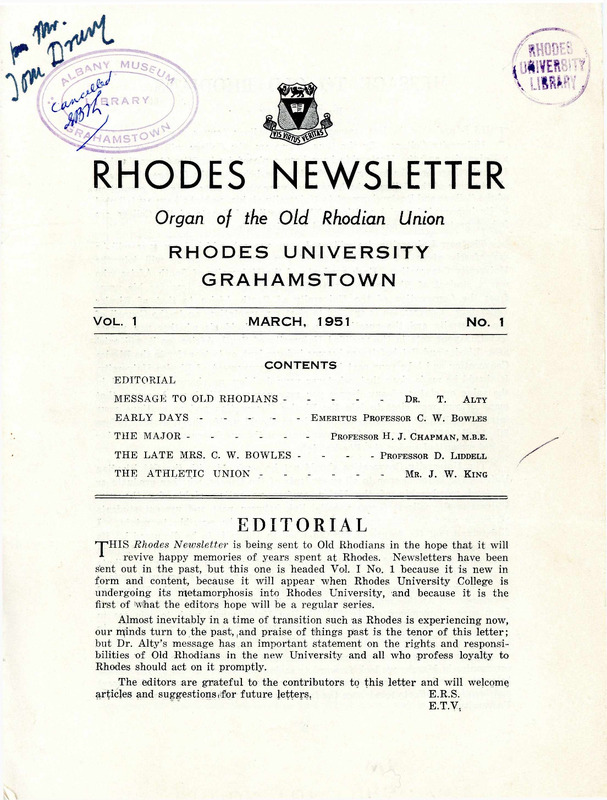 Mr.
Tom Drury
ALBANY MUSEUM
LIBRARY
GRAHAMSTOWN
Cancelled
RHODES
UNIVERSITY
LIBRARY
VIS VIRTUS VERITAS
RHODES NEWSLETTER
Organ of the Old Rhodian Union
RHODES UNIVERSITY
GRAHAMSTOWN
VOL. 1 MARCH, 1951 No. 1
CONTENTS
EDITORIAL
MESSAGE TO OLD RHODIANS - - - - - DR. T. ALTY
EARLY DAYS - - - - - EMERITUS PROFESSOR C. W. BOWLES
THE MAJOR - - - - - - PROFESSOR H. J. CHAPMAN, M.B.E.
THE LATE MRS. C. W. BOWLES - - - - PROFESSOR D. LIDDELL
THE ATHLETIC UNION - - - - - - MR. J. W. KING
EDITORIAL
THIS Rhodes Newsletter is being sent to Old Rhodians in the hope that it will
revive happy memories of years spent at Rhodes. Newsletters have been
sent out in the past, but this one is headed Vol. I No. 1 because it is new in
form and content, because it will appear when Rhodes University College is
undergoing its metamorphosis into Rhodes University, and because it is the
first of what the editors hope will be a regular series.
Almost inevitably in a time of transition such as Rhodes is experiencing now,
our minds turn to the past, and praise of things past is the tenor of this letter;
but Dr. Alty's message has an important statement on the rights and responsi-
bilities of Old Rhodians in the new University and all who profess loyalty to
Rhodes should act on it promptly.
The editors are grateful to the contributors to this letter and will welcome
articles and suggestions for future letters. E.R.S.
E.T.V.